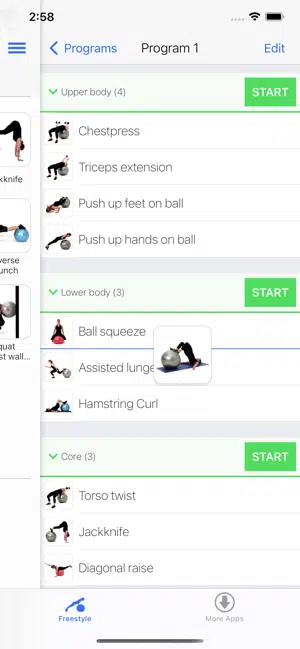 2:58
Programs
Program 1
Edit
Upper body (4)
START
Chestpress
Triceps extension
Push up feet on ball
Push up hands on ball
Lower body (3)
START
Ball squeeze
Assisted lunge
Hamstring Curl
Core (3)
START
Torso twist
Jackknife
Diagonal raise
kknife
verse
unch
quat
st wall...
Freestyle
More Apps